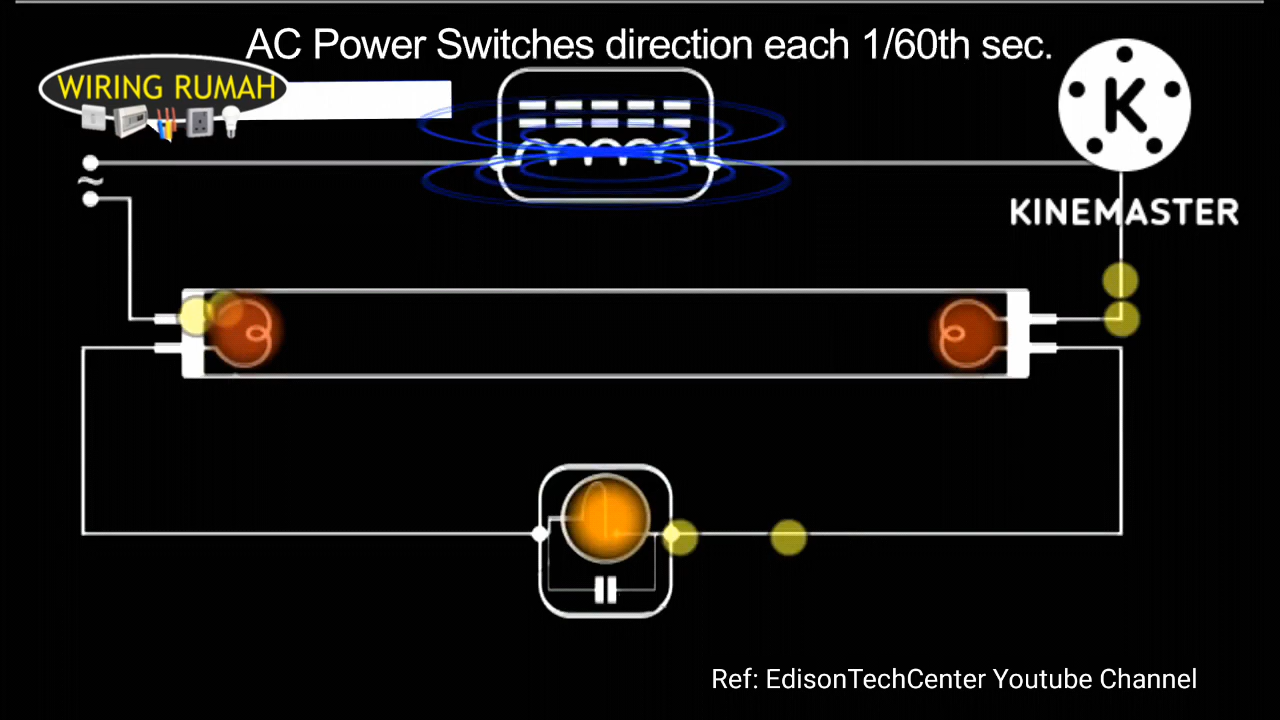 AC Power Switches direction each 1/60th sec.
WIRING RUMAH
K
KINEMASTER
~
Ref: EdisonTechCenter Youtube Channel